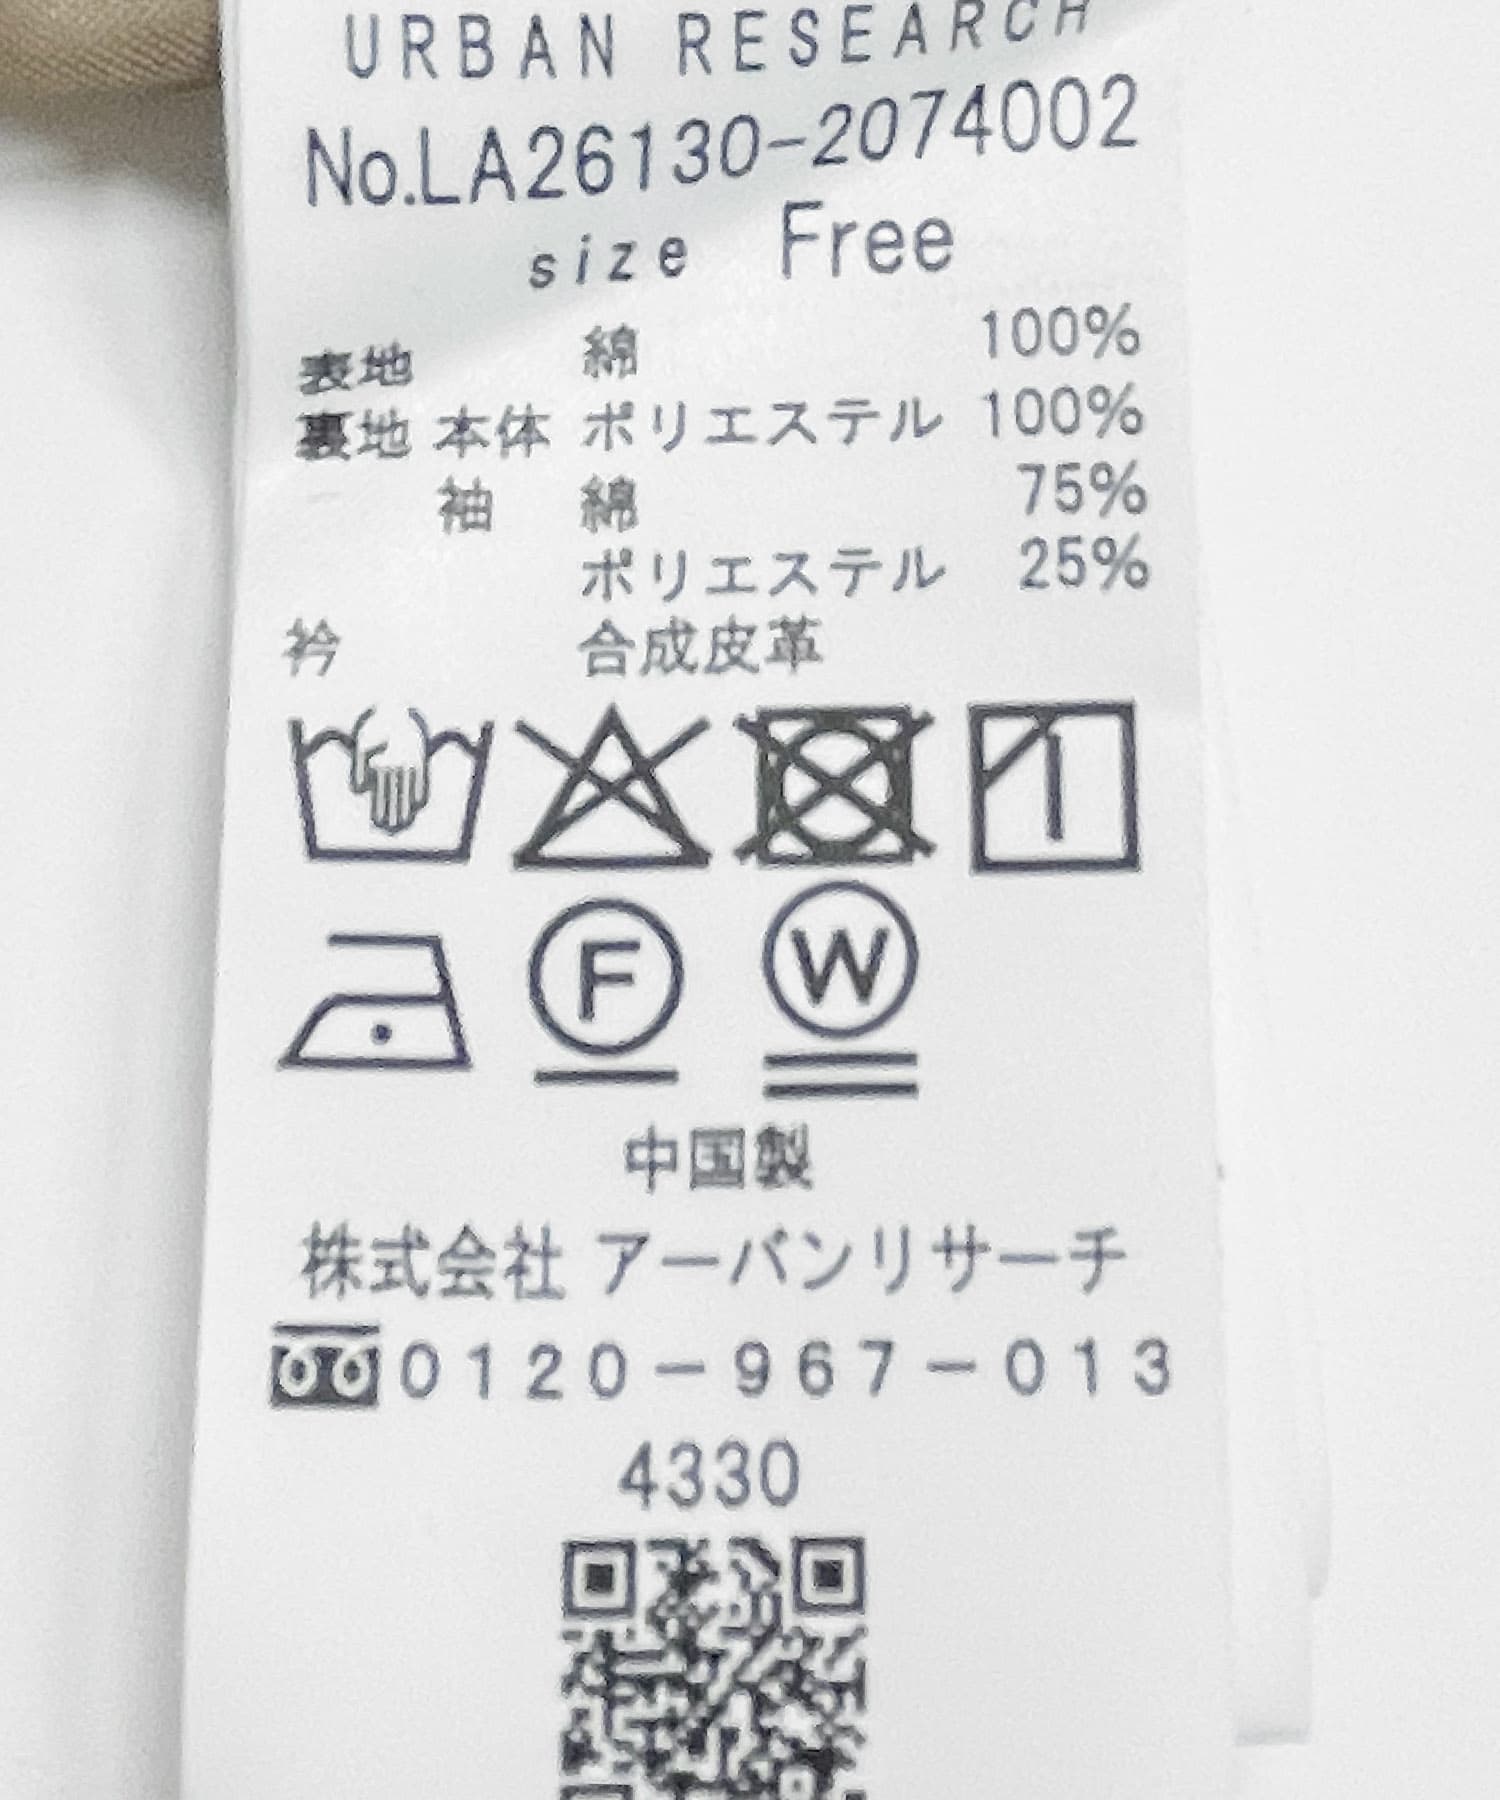 URBAN RESEARCH
No.LA26130-2074002
size Free
表地 綿 100%
裏地 本体 ポリエステル 100%
袖 綿 75%
ポリエステル 25%
衿 合成皮革
F W
中国製
株式会社 アーバンリサーチ
0120-967-013
4330